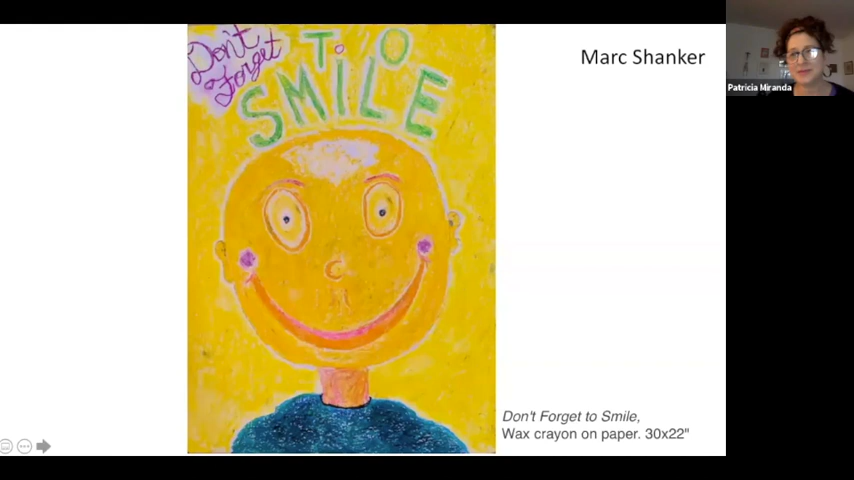 Don't
Forget
TO
SMILE
Marc Shanker
Patricia Miranda
Don't Forget to Smile,
Wax crayon on paper. 30x22"